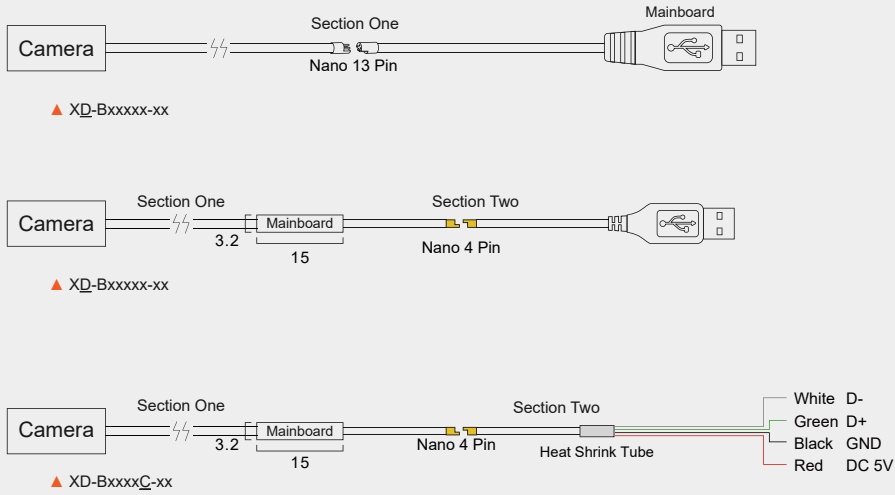 Section One
Mainboard
Camera
Nano 13 Pin
▲ XD-Bxxxxx-xx
Section One
Section Two
Camera
Mainboard
3.2
15
Nano 4 Pin
▲ XD-Bxxxxx-xx
Section One
Section Two
Camera
Mainboard
3.2
15
Nano 4 Pin
Heat Shrink Tube
White D-
Green D+
Black GND
Red DC 5V
▲ XD-BxxxxC-xx